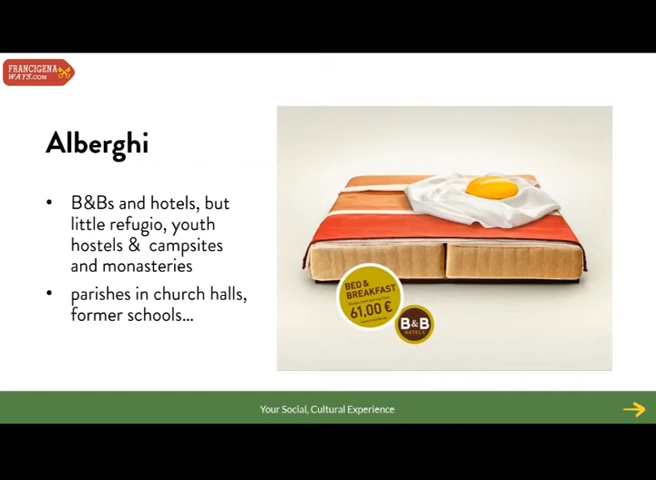 FRANCIGENA
WAYS.COM
Alberghi
• B&Bs and hotels, but
little refugio, youth
hostels & campsites
and monasteries
• parishes in church halls,
former schools...
BED &
BREAKFAST
61,00 €
B&B
HOTELS
Your Social, Cultural Experience